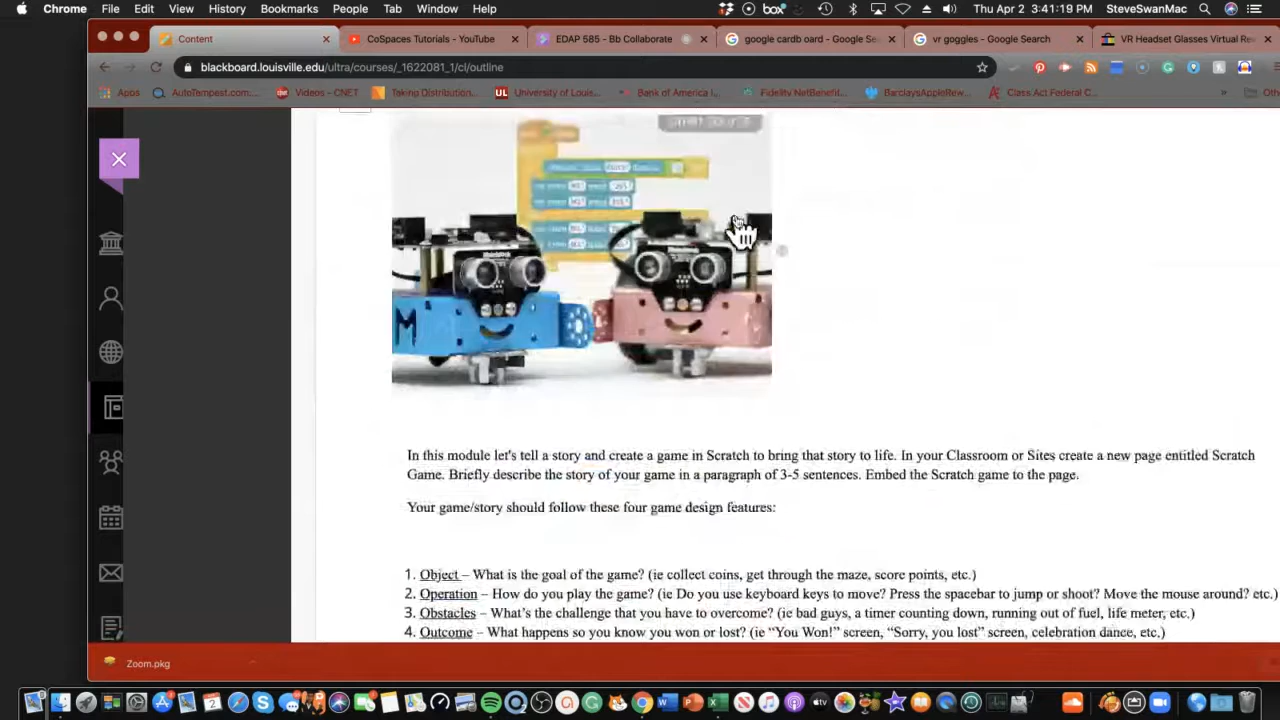 Chrome File Edit View History Bookmarks People Tab Window Help
box
Thu Apr 2 3:41:19 PM SteveSwanMac
Content
CoSpaces Tutorials - YouTube
EDAP 585 - Bb Collaborate
google cardb oard - Google Se
vr goggles - Google Search
VR Headset Glasses Virtual Re
blackboard.louisville.edu/ultra/courses/_1622081_1/cl/outline
Apps
AutoTempest.com:...
Videos - CNET
Taking Distribution...
University of Louis...
Bank of America |...
Fidelity NetBenefit...
BarclaysAppleRew...
Class Act Federal C...
M
In this module let's tell a story and create a game in Scratch to bring that story to life. In your Classroom or Sites create a new page entitled Scratch
Game. Briefly describe the story of your game in a paragraph of 3-5 sentences. Embed the Scratch game to the page.
Your game/story should follow these four game design features:
1. Object – What is the goal of the game? (ie collect coins, get through the maze, score points, etc.)
2. Operation – How do you play the game? (ie Do you use keyboard keys to move? Press the spacebar to jump or shoot? Move the mouse around? etc.)
3. Obstacles – What's the challenge that you have to overcome? (ie bad guys, a timer counting down, running out of fuel, life meter, etc.)
4. Outcome – What happens so you know you won or lost? (ie "You Won!" screen, "Sorry, you lost" screen, celebration dance, etc.)
Zoom.pkg